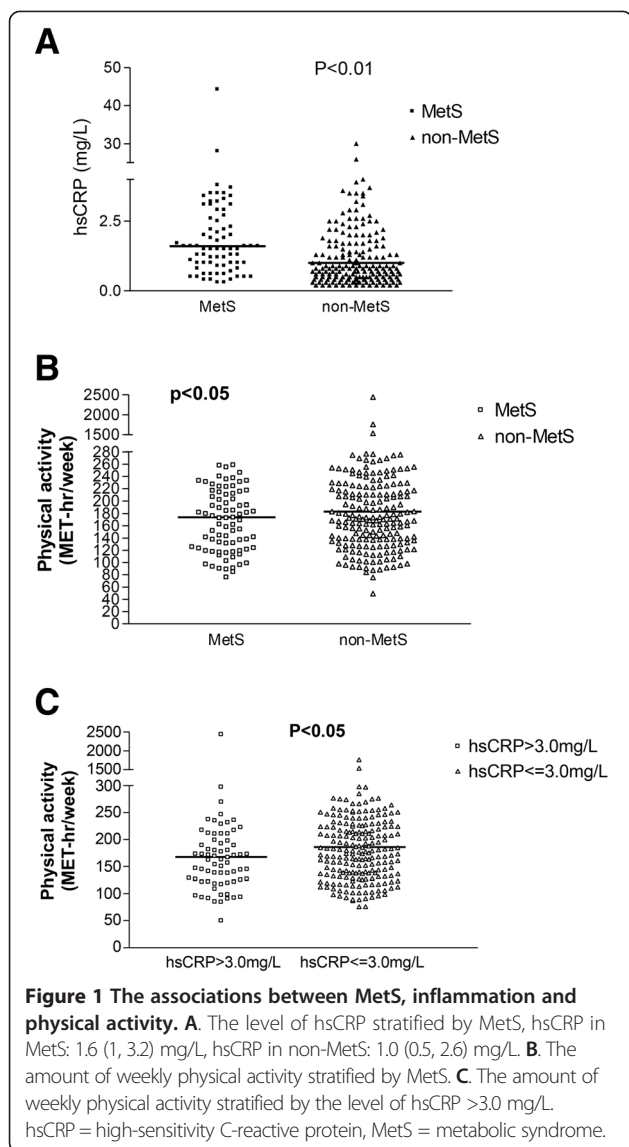 A
P<0.01
50
40
30
2.5
0.0
hsCRP (mg/L)
MetS
non-MetS
MetS
non-MetS
B
p<0.05
2500
2000
1500
280
260
240
220
200
180
160
140
120
100
80
60
40
20
0
Physical activity
(MET-hr/week)
MetS
non-MetS
MetS
non-MetS
C
P<0.05
2500
2000
1500
300
250
200
150
100
50
0
Physical activity
(MET-hr/week)
hsCRP>3.0mg/L
hsCRP<=3.0mg/L
hsCRP>3.0mg/L
hsCRP<=3.0mg/L
Figure 1 The associations between MetS, inflammation and
physical activity. A. The level of hsCRP stratified by MetS, hsCRP in
MetS: 1.6 (1, 3.2) mg/L, hsCRP in non-MetS: 1.0 (0.5, 2.6) mg/L. B. The
amount of weekly physical activity stratified by MetS. C. The amount of
weekly physical activity stratified by the level of hsCRP >3.0 mg/L.
hsCRP = high-sensitivity C-reactive protein, MetS = metabolic syndrome.